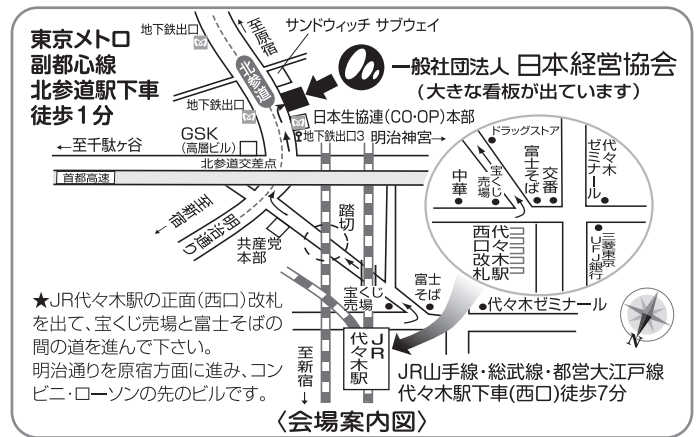 東京メトロ
副都心線
北参道駅下車
徒歩1分
地下鉄出口
至原宿
サンドウィッチ サブウェイ
北参道
一般社団法人 日本経営協会
(大きな看板が出ています)
地下鉄出口
日本生協連(CO・OP)本部
地下鉄出口3
明治神宮→
GSK
(高層ビル)
←至千駄ヶ谷
北参道交差点
首都高速
至新宿
明治通り
共産党
本部
踏切
宝くじ
売場
富士
そば
代々木ゼミナール
ドラッグストア
中華
宝くじ
売場
富士そば
交番
代々木
ゼミナール
代々木駅
西口改札
三菱東京
UFJ銀行
★JR代々木駅の正面(西口)改札
を出て、宝くじ売場と富士そばの
間の道を進んで下さい。
明治通りを原宿方面に進み、コン
ビニ・ローソンの先のビルです。
至新宿
JR
代々木駅
JR山手線・総武線・都営大江戸線
代々木駅下車(西口)徒歩7分
〈会場案内図〉